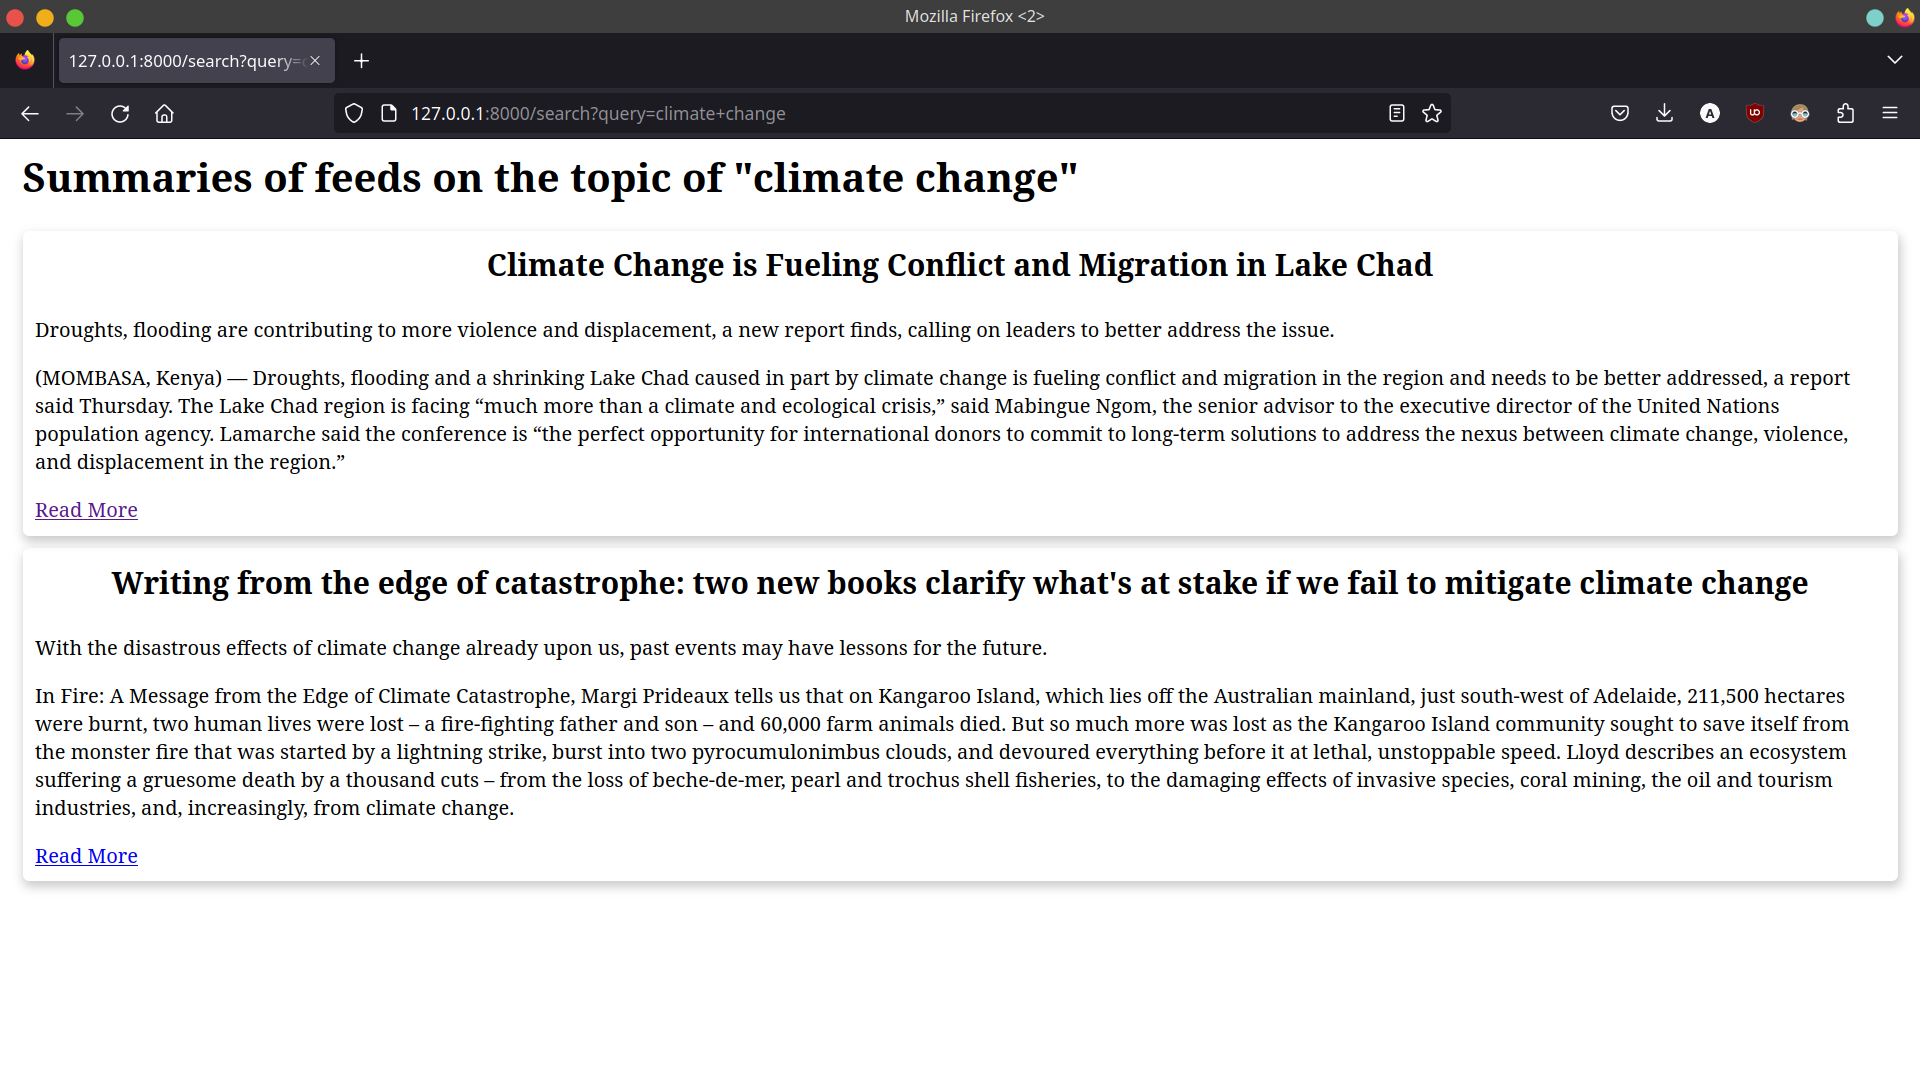 Mozilla Firefox <2>
127.0.0.1:8000/search?query=
127.0.0.1:8000/search?query=climate+change
Summaries of feeds on the topic of "climate change"
Climate Change is Fueling Conflict and Migration in Lake Chad
Droughts, flooding are contributing to more violence and displacement, a new report finds, calling on leaders to better address the issue.
(MOMBASA, Kenya) — Droughts, flooding and a shrinking Lake Chad caused in part by climate change is fueling conflict and migration in the region and needs to be better addressed, a report
said Thursday. The Lake Chad region is facing “much more than a climate and ecological crisis,” said Mabingue Ngom, the senior advisor to the executive director of the United Nations
population agency. Lamarche said the conference is “the perfect opportunity for international donors to commit to long-term solutions to address the nexus between climate change, violence,
and displacement in the region.”
Read More
Writing from the edge of catastrophe: two new books clarify what's at stake if we fail to mitigate climate change
With the disastrous effects of climate change already upon us, past events may have lessons for the future.
In Fire: A Message from the Edge of Climate Catastrophe, Margi Prideaux tells us that on Kangaroo Island, which lies off the Australian mainland, just south-west of Adelaide, 211,500 hectares
were burnt, two human lives were lost – a fire-fighting father and son – and 60,000 farm animals died. But so much more was lost as the Kangaroo Island community sought to save itself from
the monster fire that was started by a lightning strike, burst into two pyrocumulonimbus clouds, and devoured everything before it at lethal, unstoppable speed. Lloyd describes an ecosystem
suffering a gruesome death by a thousand cuts – from the loss of beche-de-mer, pearl and trochus shell fisheries, to the damaging effects of invasive species, coral mining, the oil and tourism
industries, and, increasingly, from climate change.
Read More